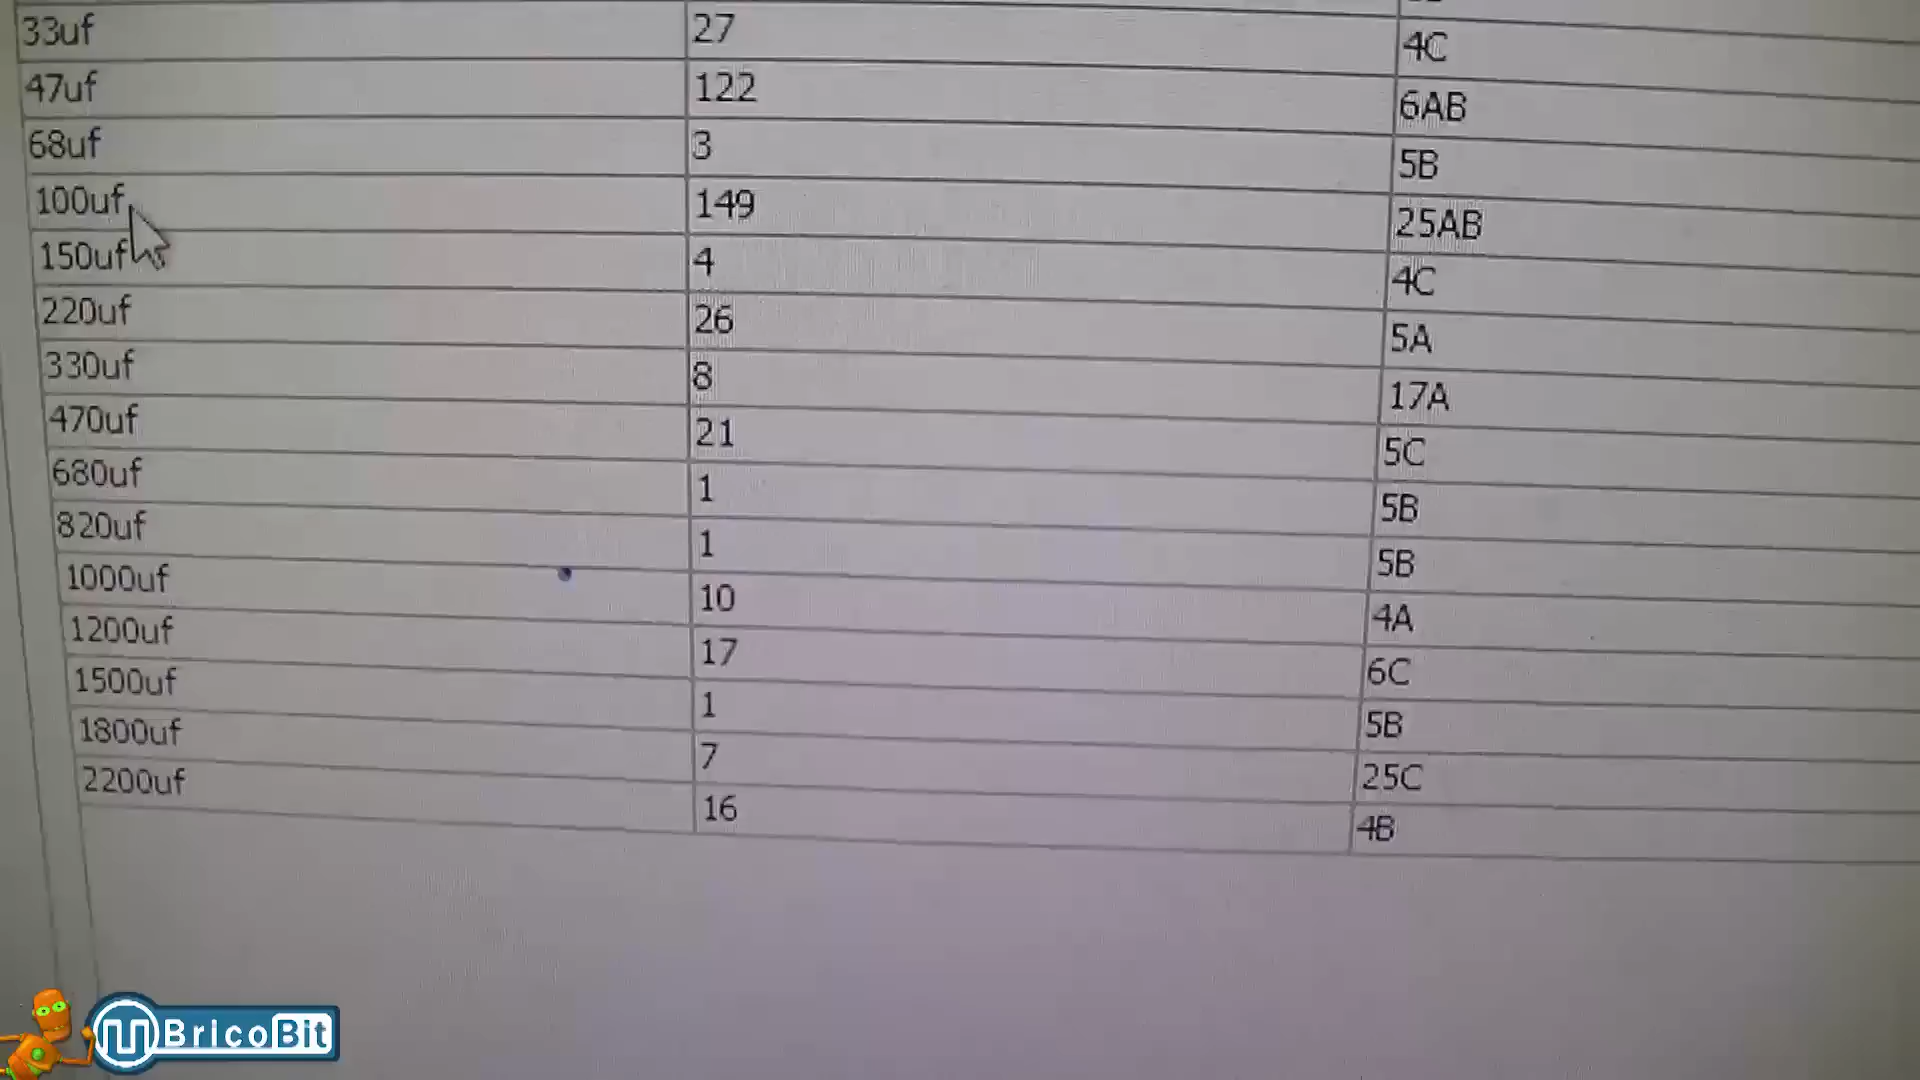 33uf 27 4C
47uf 122 6AB
68uf 3 5B
100uf 149 25AB
150uf 4 4C
220uf 26 5A
330uf 8 17A
470uf 21 5C
680uf 1 5B
820uf 1 5B
1000uf 10 4A
1200uf 17 6C
1500uf 1 5B
1800uf 7 25C
2200uf 16 4B
BricoBit